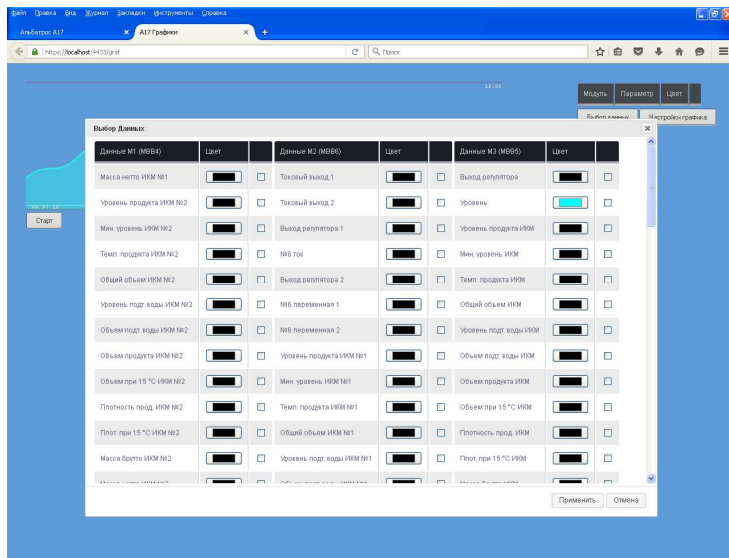 Файл Правка Вид Журнал Закладки Инструменты Справка
Альбатрос А17 А17 Графики
https://localhost:4433/graf Поиск
Модуль Параметр Цвет
Выбор данных Настройки графика
Выбор Данных
Данные М1 (МВВ4) Цвет Данные М2 (МВВ6) Цвет Данные М3 (МВВ5) Цвет
Масса нетто ИКМ №1 Токовый выход 1 Выход регулятора
Уровень продукта ИКМ №2 Токовый выход 2 Уровень
Мин. уровень ИКМ №2 Выход регулятора 1 Уровень продукта ИКМ
Темп. продукта ИКМ №2 №6 ток Мин. уровень ИКМ
Общий объем ИКМ №2 Выход регулятора 2 Темп. продукта ИКМ
Уровень подт. воды ИКМ №2 №6 переменная 1 Общий объем ИКМ
Объем подт. воды ИКМ №2 №6 переменная 2 Уровень подт. воды ИКМ
Объем продукта ИКМ №2 Уровень продукта ИКМ №1 Объем подт. воды ИКМ
Объем при 15 °С ИКМ №2 Мин. уровень ИКМ №1 Объем продукта ИКМ
Плотность прод. ИКМ №2 Темп. продукта ИКМ №1 Объем при 15 °С ИКМ
Плот. при 15 °С ИКМ №2 Общий объем ИКМ №1 Плотность прод. ИКМ
Масса брутто ИКМ №2 Уровень подт. воды ИКМ №1 Плот. при 15 °С ИКМ
Старт
Применить Отмена